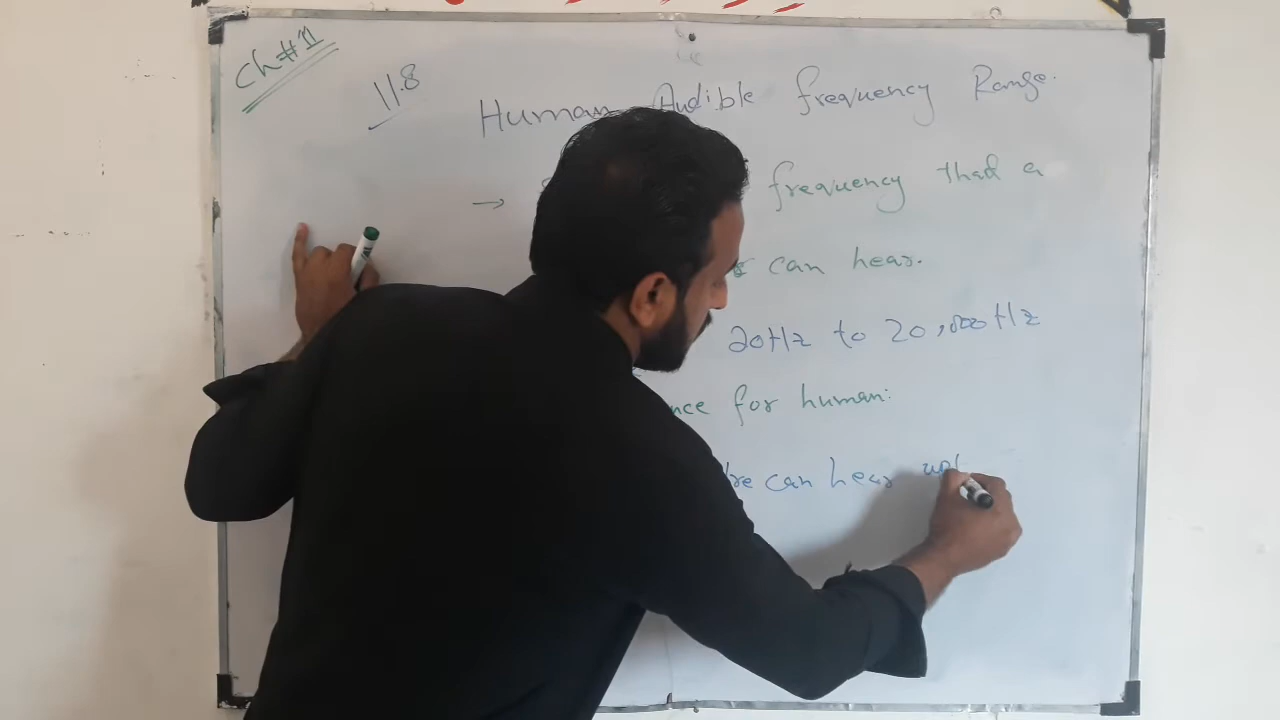 Ch#11
11.8
Human Audible frequency Range.
→ frequency that a
can hear.
20Hz to 20,000Hz
for human:
can hear